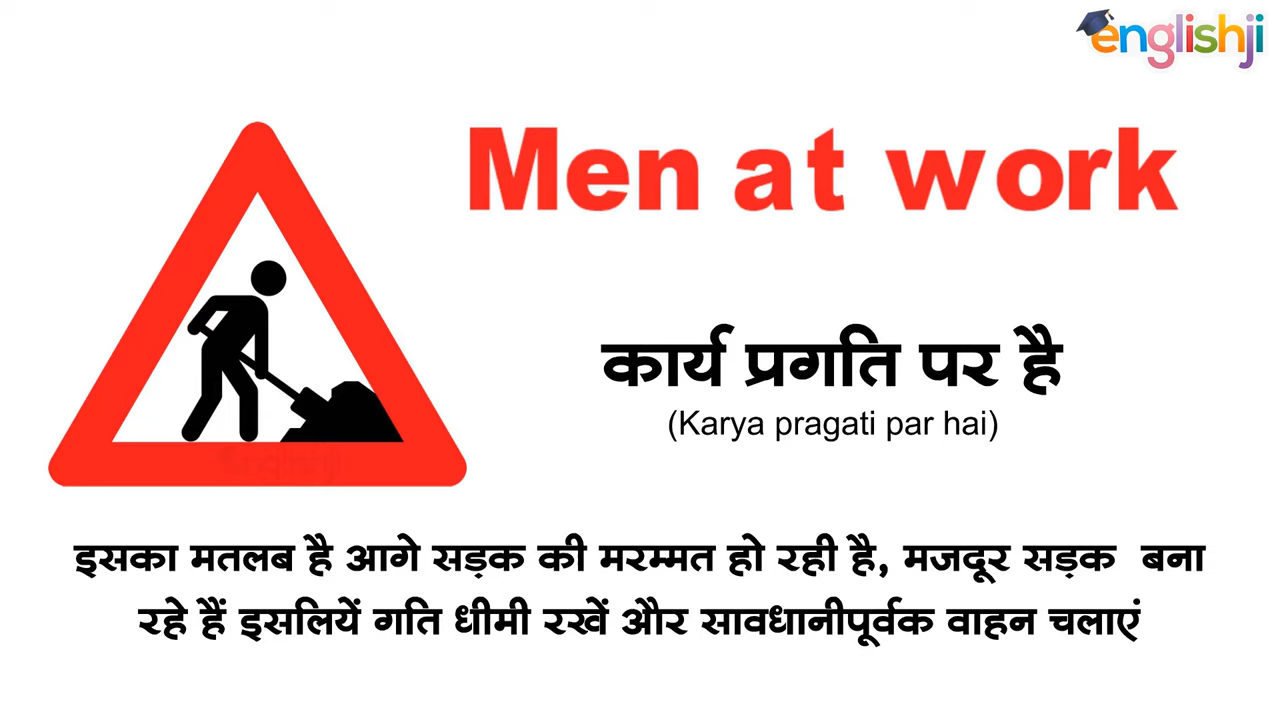 englishji
Men at work
कार्य प्रगति पर है
(Karya pragati par hai)
इसका मतलब है आगे सड़क की मरम्मत हो रही है, मजदूर सड़क बना
रहे हैं इसलियें गति धीमी रखें और सावधानीपूर्वक वाहन चलाएं